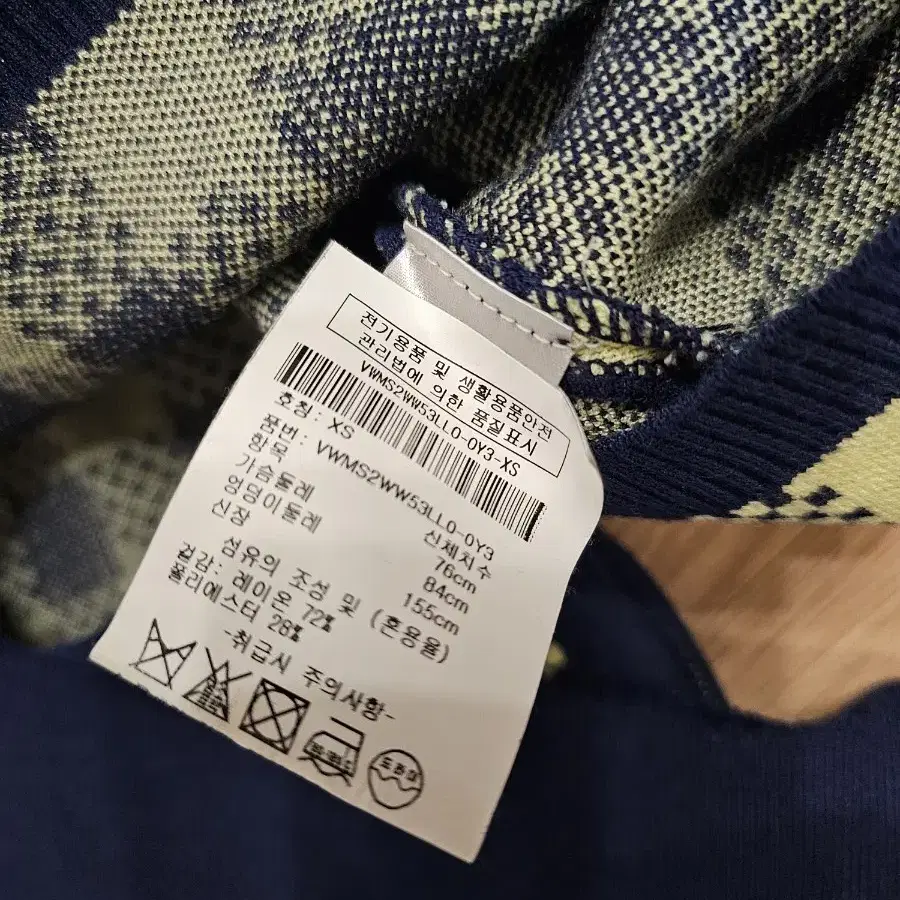 전기용품 및 생활용품안전
관리법에 의한 품질표시
VWMS2WW53LL0-0Y3-XS
호칭: XS
품번: VWMS2WW53LL0-0Y3
항목 신체치수
가슴둘레 76cm
엉덩이둘레 84cm
신장 155cm
섬유의 조성 및 (혼용율)
겉감: 레이온 72%
폴리에스터 28%
-취급시 주의사항-
드라이